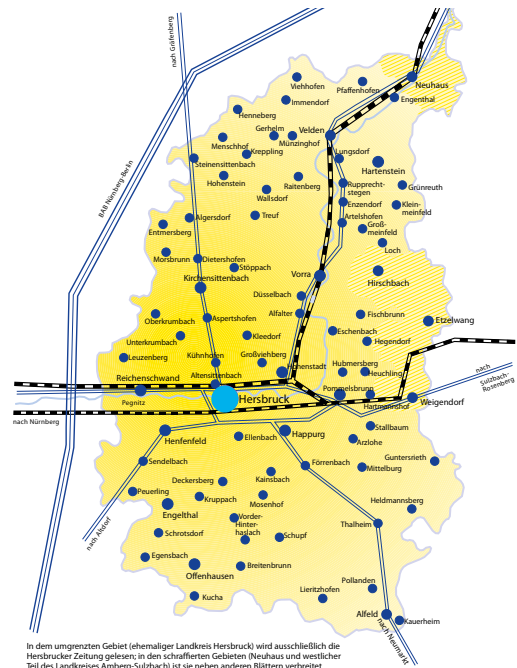 nach Gräfenberg
BAB Nürnberg-Berlin
Viehhofen
Pfaffenhofen
Neuhaus
Immendorf
Engenthal
Henneberg
Gerhelm
Velden
Menschhof
Münzinghof
Kreppling
Lungsdorf
Steinensittenbach
Hartenstein
Hohenstein
Raitenberg
Rupprecht-
stegen
Grünreuth
Wallsdorf
Enzendorf
Klein-
meinfeld
Algersdorf
Treuf
Artelshofen
Groß-
meinfeld
Entmersberg
Loch
Morsbrunn
Dietershofen
Stöppach
Vorra
Kirchensittenbach
Hirschbach
Düsselbach
Oberkrumbach
Aspertshofen
Alfalter
Fischbrunn
Etzelwang
Eschenbach
Unterkrumbach
Kleedorf
Hegendorf
Leuzenberg
Kühnhofen
Großviehberg
Hubmersberg
Reichenschwand
Altensittenbach
Hohenstadt
Heuchling
nach
Sulzbach-
Rosenberg
Pommelsbrunn
Pegnitz
Hersbruck
Hartmannshof
Weigendorf
nach Nürnberg
Stallbaum
Henfenfeld
Ellenbach
Happurg
Arzlohe
Guntersrieth
Sendelbach
Förrenbach
Mittelburg
Deckersberg
Kainsbach
Peuerling
Kruppach
Mosenhof
Heldmannsberg
Engelthal
Vorder-
Hinter-
haslach
Thalheim
nach Altdorf
Schrotsdorf
Schupf
Egensbach
Offenhausen
Breitenbrunn
Pollanden
Kucha
Lieritzhofen
Alfeld
Kauerheim
nach Neumarkt
In dem umgrenzten Gebiet (ehemaliger Landkreis Hersbruck) wird ausschließlich die
Hersbrucker Zeitung gelesen; in den schraffierten Gebieten (Neuhaus und westlicher
Teil des Landkreises Amberg-Sulzbach) ist sie neben anderen Blättern verbreitet.